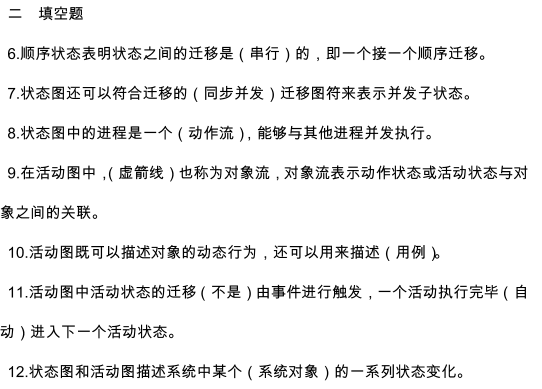 二 填空题
6.顺序状态表明状态之间的迁移是（串行）的，即一个接一个顺序迁移。
7.状态图还可以符合迁移的（同步并发）迁移图符来表示并发子状态。
8.状态图中的进程是一个（动作流），能够与其他进程并发执行。
9.在活动图中，（虚箭线）也称为对象流，对象流表示动作状态或活动状态与对
象之间的关联。
10.活动图既可以描述对象的动态行为，还可以用来描述（用例）。
11.活动图中活动状态的迁移（不是）由事件进行触发，一个活动执行完毕（自
动）进入下一个活动状态。
12.状态图和活动图描述系统中某个（系统对象）的一系列状态变化。